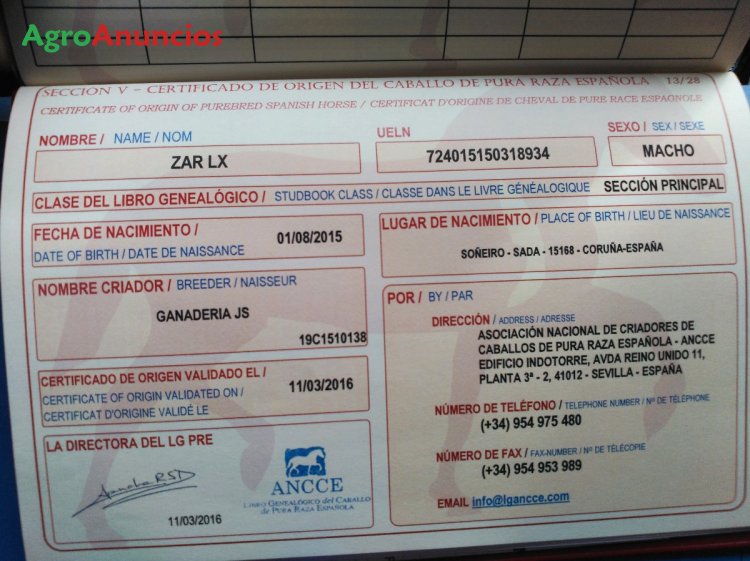 AgroAnuncios
SECCIÓN V - CERTIFICADO DE ORIGEN DEL CABALLO DE PURA RAZA ESPAÑOLA 13/28
CERTIFICATE OF ORIGIN OF PUREBRED SPANISH HORSE / CERTIFICAT D'ORIGINE DE CHEVAL DE PURE RACE ESPAGNOLE
NOMBRE / NAME / NOM
ZAR LX
UELN
724015150318934
SEXO / SEX / SEXE
MACHO
CLASE DEL LIBRO GENEALÓGICO / STUDBOOK CLASS / CLASSE DANS LE LIVRE GÉNÉALOGIQUE SECCIÓN PRINCIPAL
FECHA DE NACIMIENTO /
DATE OF BIRTH / DATE DE NAISSANCE
01/08/2015
LUGAR DE NACIMIENTO / PLACE OF BIRTH / LIEU DE NAISSANCE
SOÑEIRO - SADA - 15168 - CORUÑA-ESPAÑA
NOMBRE CRIADOR / BREEDER / NAISSEUR
GANADERIA JS
19C1510138
CERTIFICADO DE ORIGEN VALIDADO EL /
CERTIFICATE OF ORIGIN VALIDATED ON /
CERTIFICAT D'ORIGINE VALIDÉ LE
11/03/2016
LA DIRECTORA DEL LG PRE
11/03/2016
ANCCE
LIBRO GENEALÓGICO DEL CABALLO
de PURA RAZA ESPAÑOLA
POR / BY / PAR
DIRECCIÓN / ADDRESS / ADRESSE
ASOCIACIÓN NACIONAL DE CRIADORES DE
CABALLOS DE PURA RAZA ESPAÑOLA - ANCCE
EDIFICIO INDOTORRE, AVDA REINO UNIDO 11,
PLANTA 3ª - 2, 41012 - SEVILLA - ESPAÑA
NÚMERO DE TELÉFONO / TELEPHONE NUMBER / Nº DE TÉLÉPHONE
(+34) 954 975 480
NÚMERO DE FAX / FAX-NUMBER / Nº DE TÉLÉCOPIE
(+34) 954 953 989
EMAIL info@lgancce.com